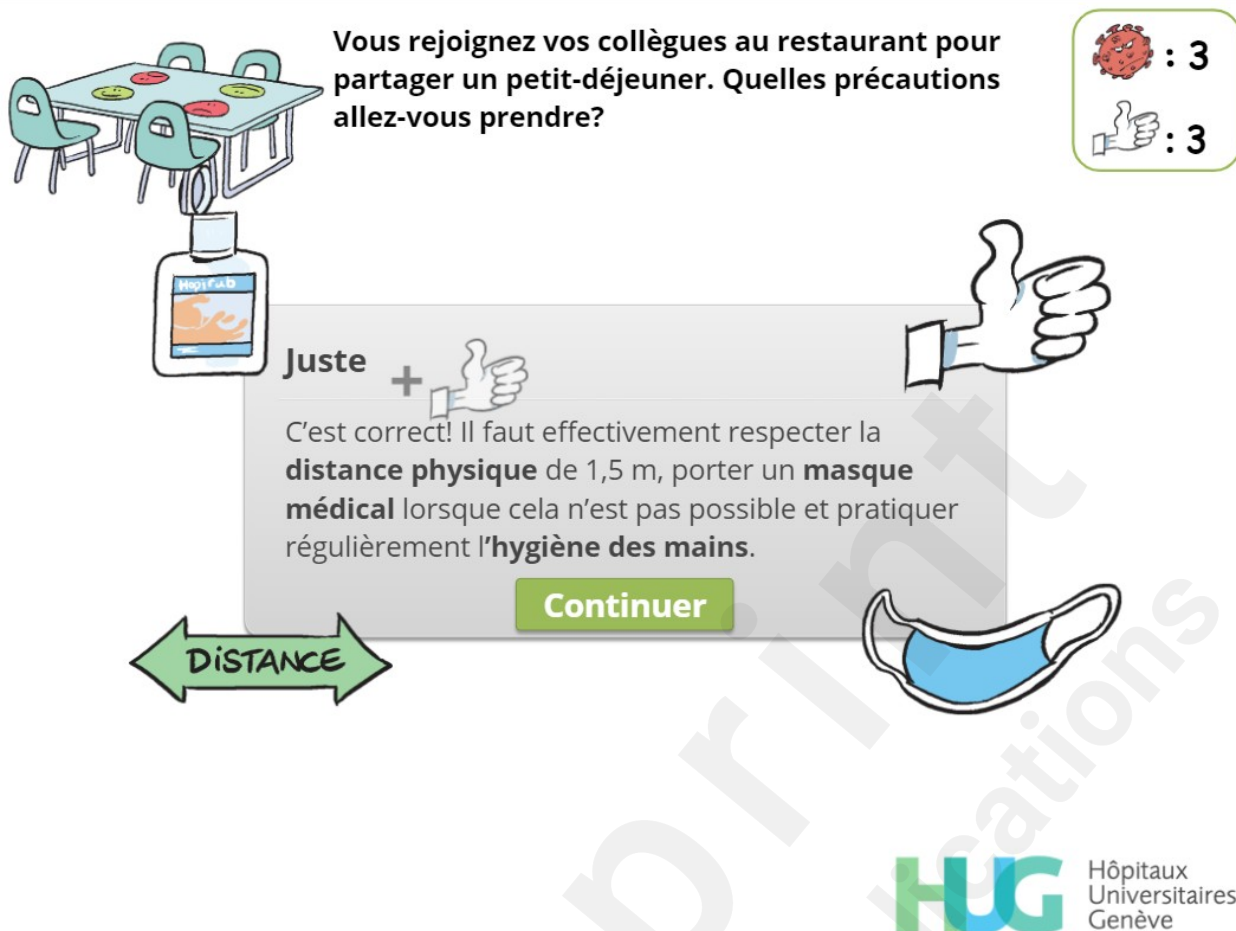 Vous rejoignez vos collègues au restaurant pour
partager un petit-déjeuner. Quelles précautions
allez-vous prendre?
: 3
: 3
Hopirub
Juste +
C’est correct! Il faut effectivement respecter la
distance physique de 1,5 m, porter un masque
médical lorsque cela n’est pas possible et pratiquer
régulièrement l’hygiène des mains.
Continuer
DiSTANCE
print
ications
HUG
Hôpitaux
Universitaires
Genève